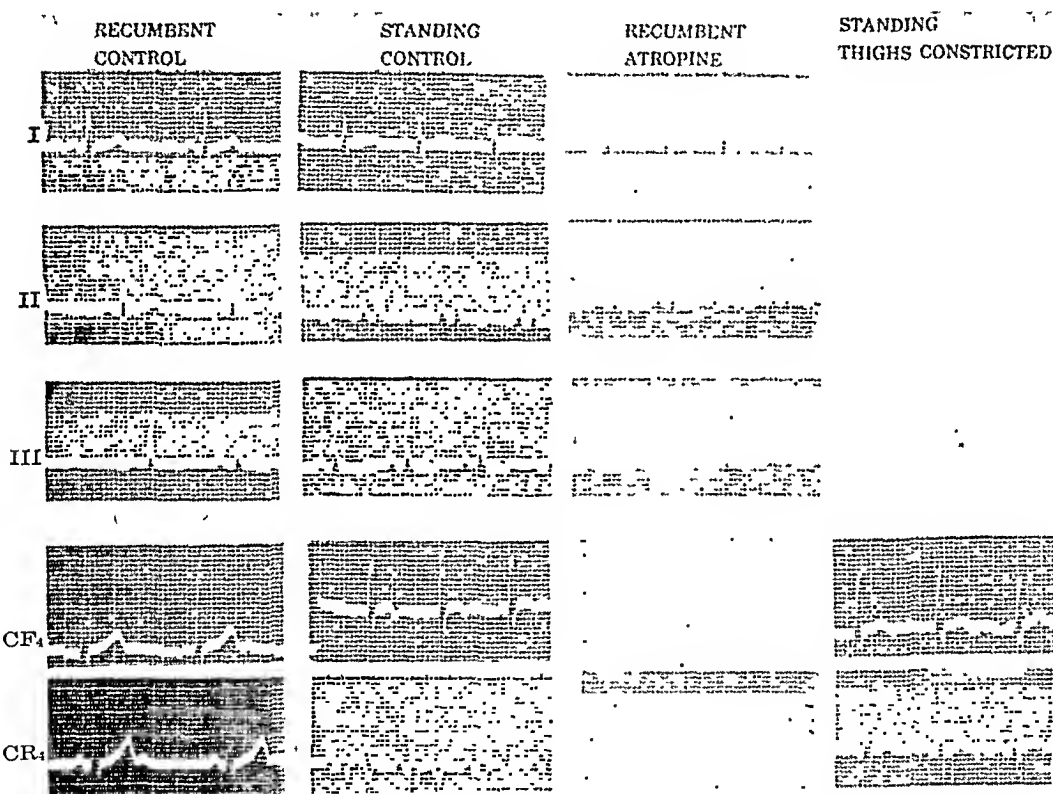 RECUMBENT
CONTROL
STANDING
CONTROL
RECUMBENT
ATROPINE
STANDING
THIGHS CONSTRICTED
I
II
III
CF4
CR4